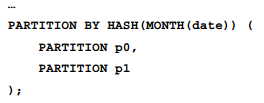 …
PARTITION BY HASH(MONTH(date)) (
    PARTITION p0,
    PARTITION p1
);